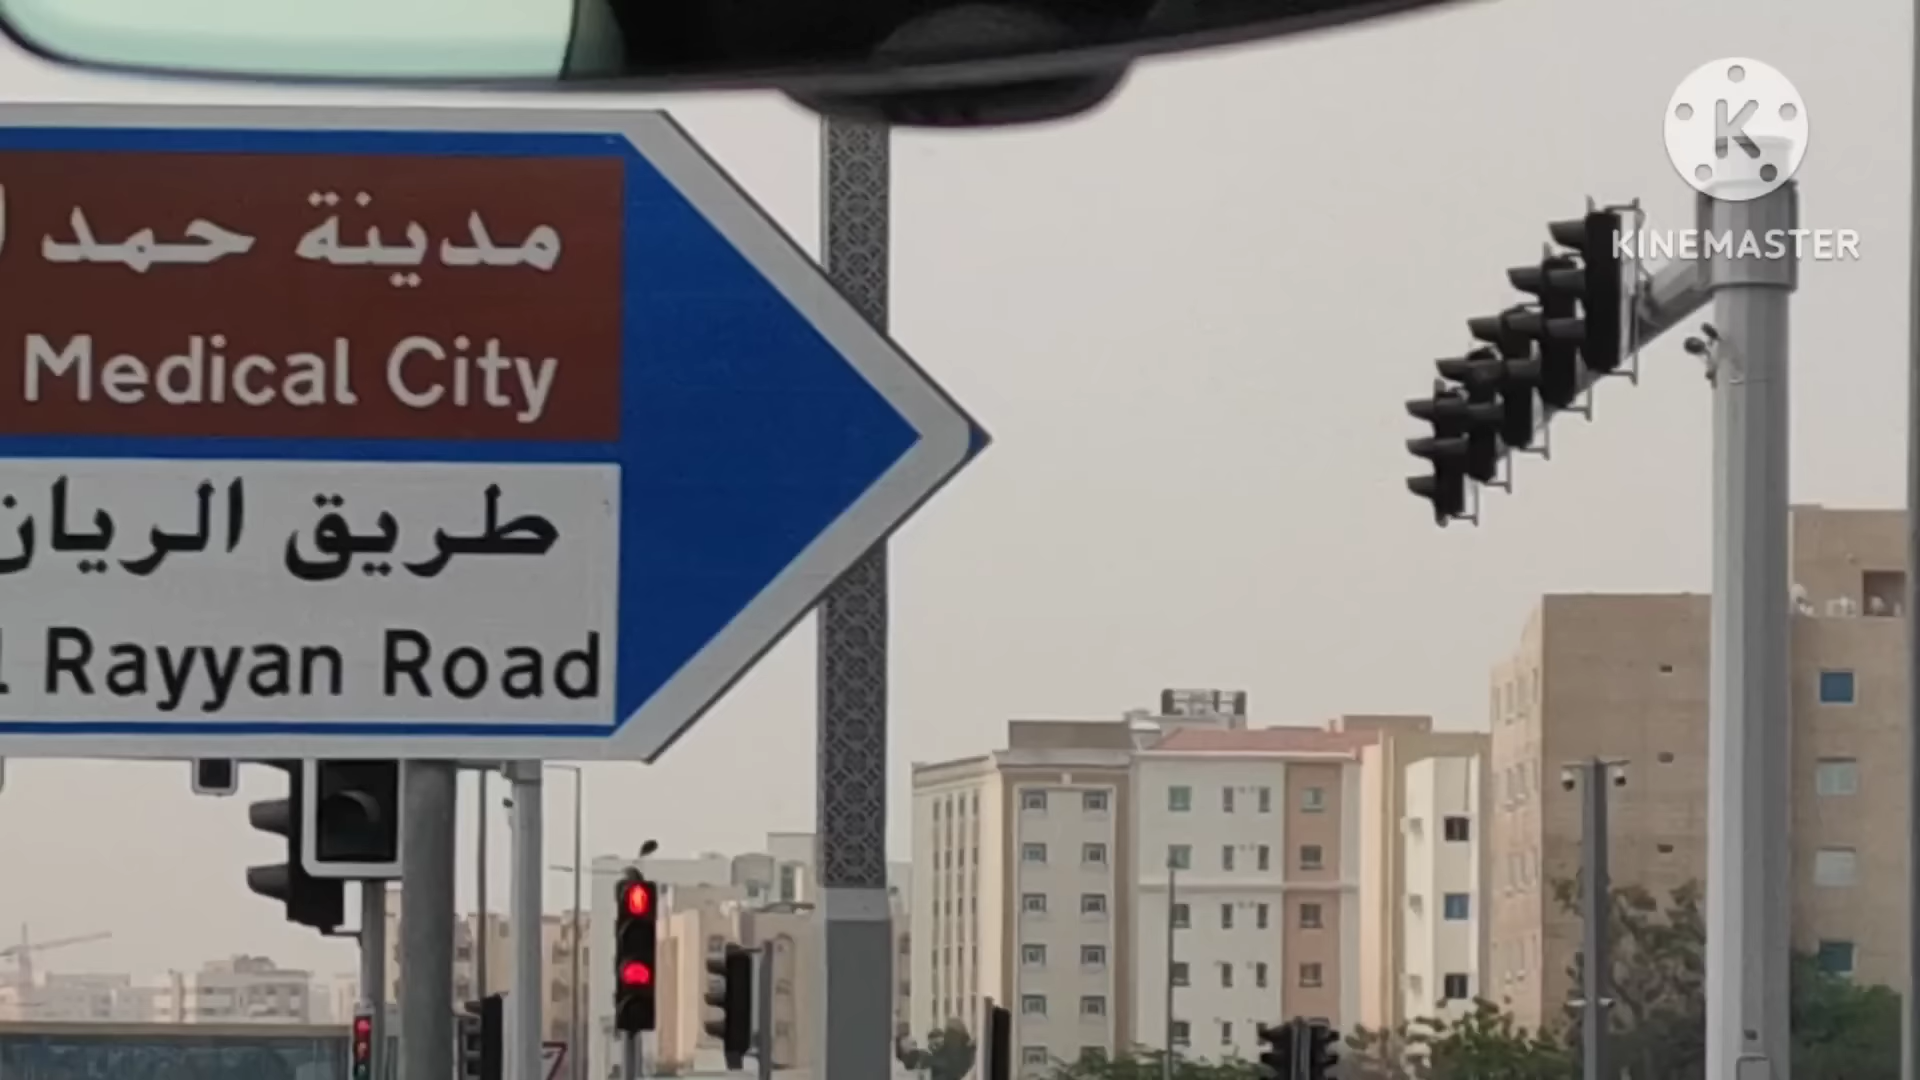 مدينة حمد
Medical City
طريق الريان
Rayyan Road
K
KINEMASTER